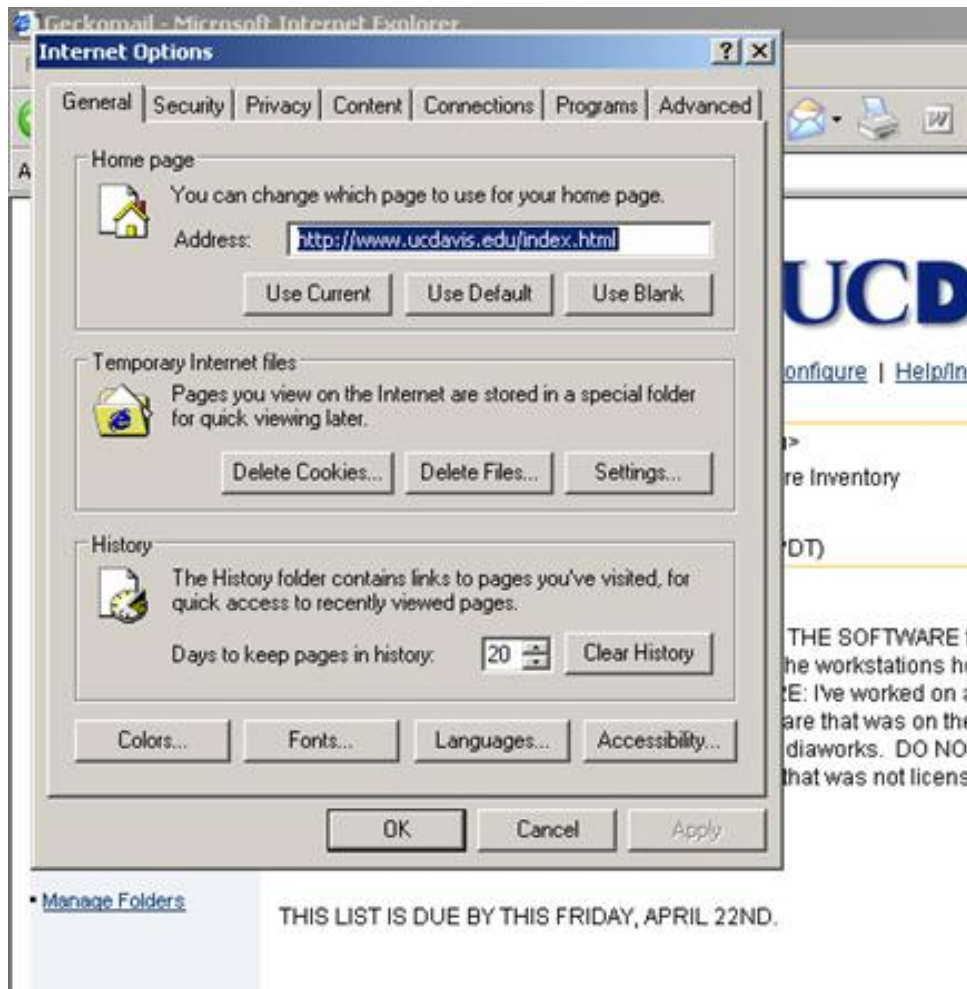 Geckomail - Microsoft Internet Explorer
Internet Options
General Security Privacy Content Connections Programs Advanced
Home page
You can change which page to use for your home page.
Address: http://www.ucdavis.edu/index.html
Use Current Use Default Use Blank
UCD
Temporary Internet files
Pages you view on the Internet are stored in a special folder
for quick viewing later.
Delete Cookies... Delete Files... Settings...
onfigure | Help/In
>
re Inventory
History
The History folder contains links to pages you've visited, for
quick access to recently viewed pages.
Days to keep pages in history: 20 Clear History
DT)
THE SOFTWARE
he workstations
E: I've worked on a
are that was on the
diaworks. DO NO
that was not licens
Colors... Fonts... Languages... Accessibility...
OK Cancel Apply
Manage Folders
THIS LIST IS DUE BY THIS FRIDAY, APRIL 22ND.